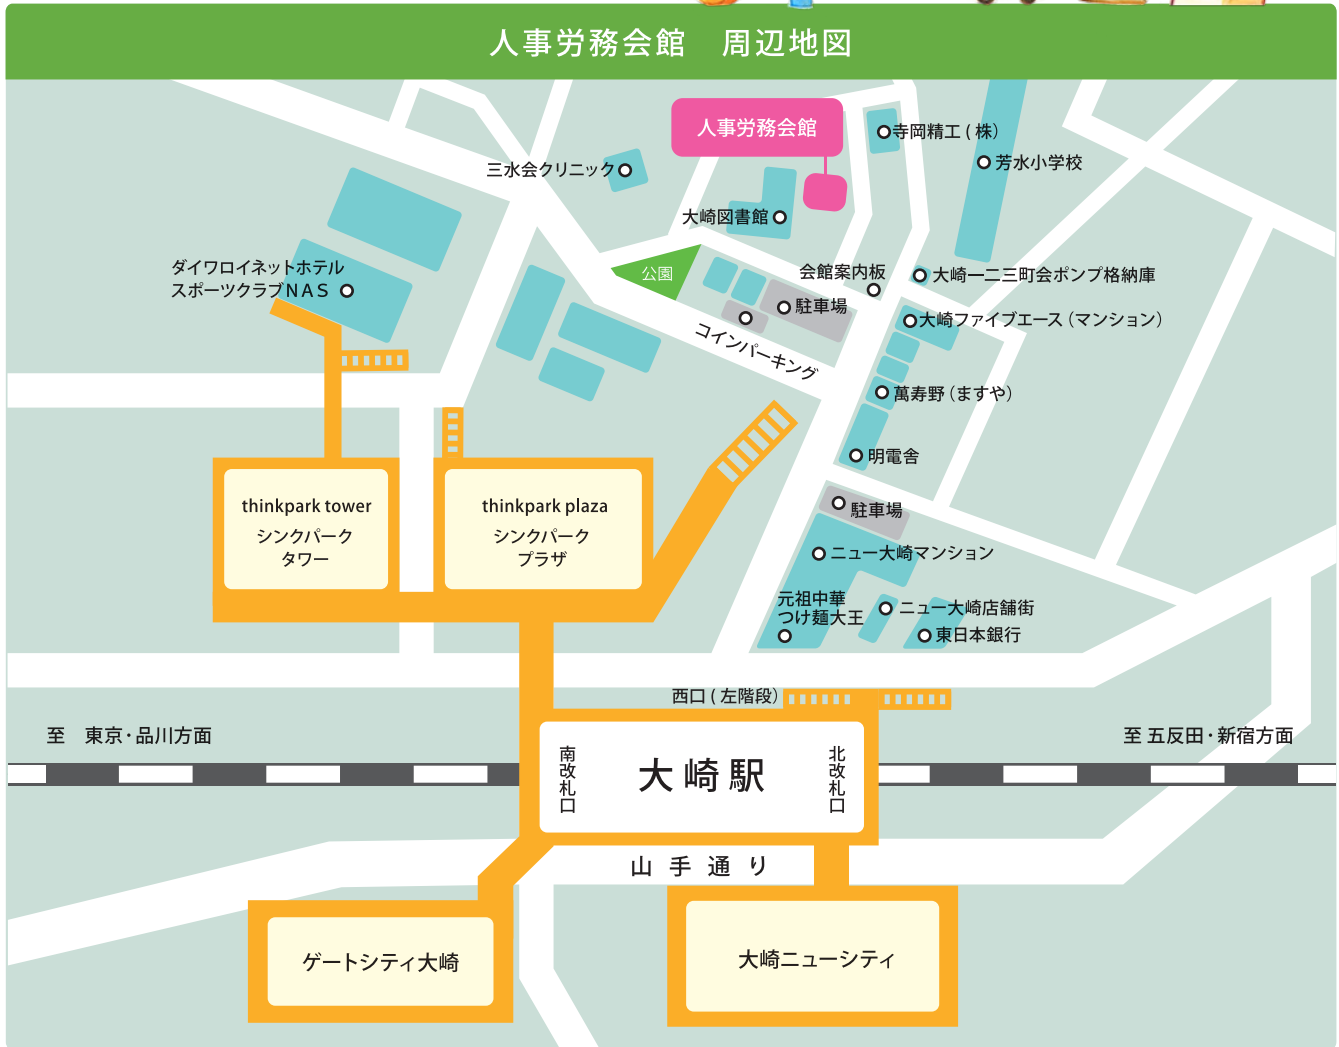 人事労務会館 周辺地図
人事労務会館
寺岡精工(株)
芳水小学校
三水会クリニック
大崎図書館
ダイワロイネットホテル
スポーツクラブNAS
公園
会館案内板
大崎一二三町会ポンプ格納庫
駐車場
大崎ファイブエース(マンション)
コインパーキング
萬寿野(ますや)
明電舎
thinkpark tower
シンクパーク
タワー
thinkpark plaza
シンクパーク
プラザ
駐車場
ニュー大崎マンション
元祖中華
つけ麺大王
ニュー大崎店舗街
東日本銀行
西口(左階段)
至 東京・品川方面
至 五反田・新宿方面
南改札口
大崎駅
北改札口
山手通り
ゲートシティ大崎
大崎ニューシティ